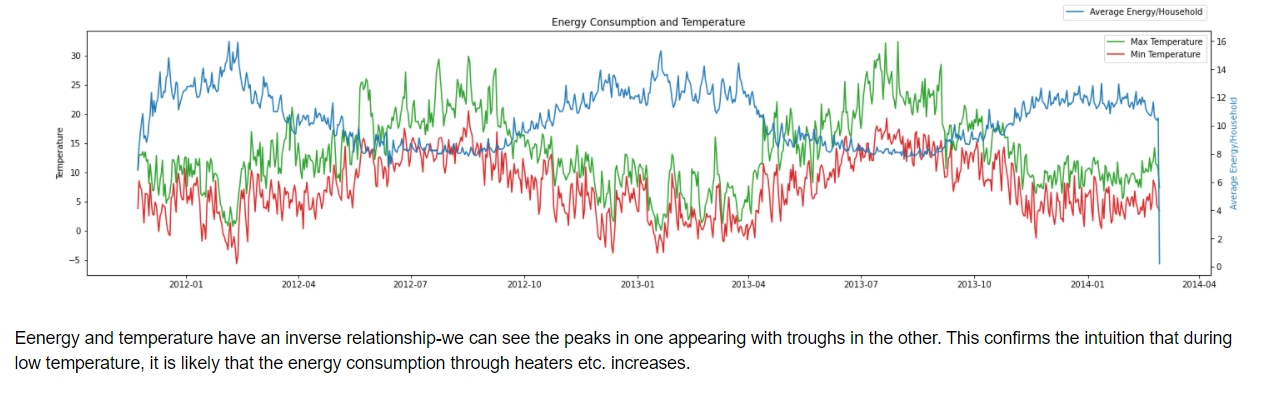 Average Energy/Household
Energy Consumption and Temperature
Max Temperature
Min Temperature
30
25
20
15
10
5
0
−5
Temperature
16
14
12
10
8
6
4
2
0
Average Energy/Household
2012-01 2012-04 2012-07 2012-10 2013-01 2013-04 2013-07 2013-10 2014-01 2014-04
Eenergy and temperature have an inverse relationship-we can see the peaks in one appearing with troughs in the other. This confirms the intuition that during
low temperature, it is likely that the energy consumption through heaters etc. increases.